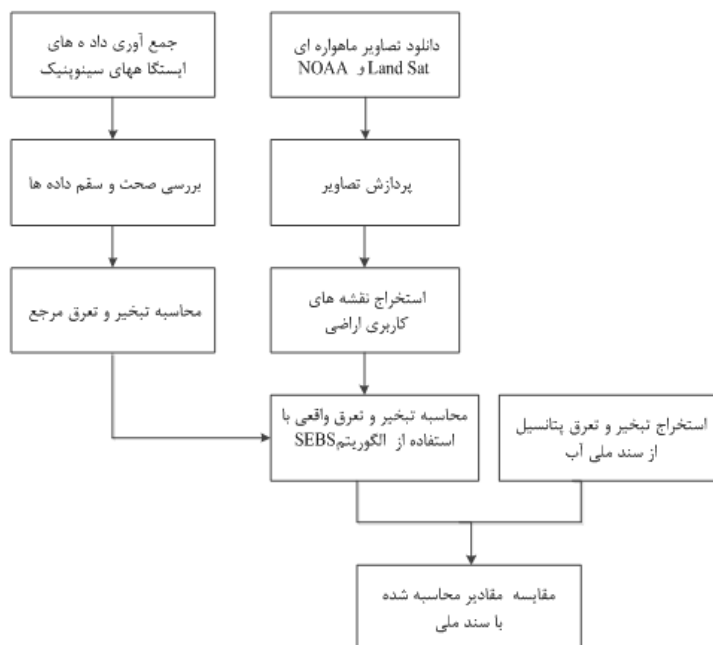 جمع آوری داد ه های
ایستگا ههای سینوپتیک
دانلود تصاویر ماهواره ای
Land Sat و NOAA
بررسی صحت و سقم داده ها
پردازش تصاویر
محاسبه تبخیر و تعرق مرجع
استخراج نقشه های
کاربری اراضی
محاسبه تبخیر و تعرق واقعی با
استفاده از الگوریتمSEBS
استخراج تبخیر و تعرق پتانسیل
از سند ملی آب
مقایسه مقادیر محاسبه شده
با سند ملی